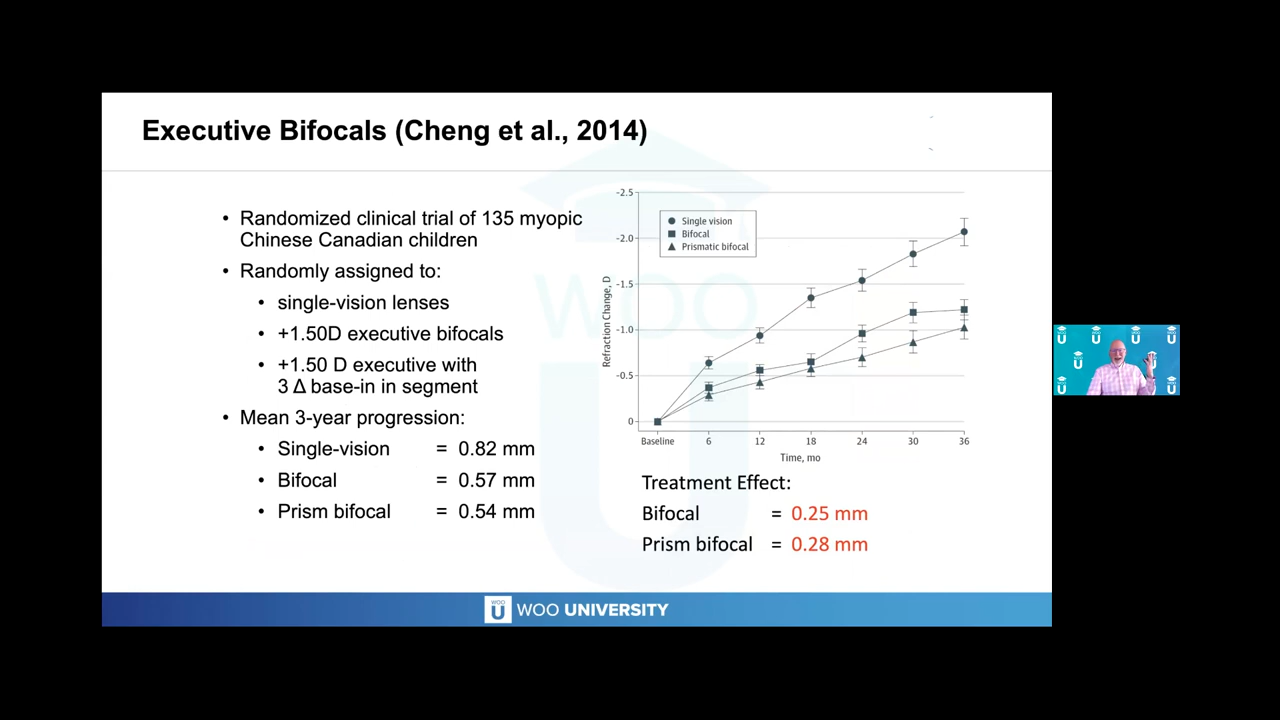 Executive Bifocals (Cheng et al., 2014)
• Randomized clinical trial of 135 myopic
Chinese Canadian children
• Randomly assigned to:
• single-vision lenses
• +1.50D executive bifocals
• +1.50 D executive with
3 Δ base-in in segment
• Mean 3-year progression:
• Single-vision = 0.82 mm
• Bifocal = 0.57 mm
• Prism bifocal = 0.54 mm
Refraction Change, D
-2.5
-2.0
-1.5
-1.0
-0.5
0
Single vision
Bifocal
Prismatic bifocal
Baseline 6 12 18 24 30 36
Time, mo
Treatment Effect:
Bifocal = 0.25 mm
Prism bifocal = 0.28 mm
WOO
U
WOO
U
WOO UNIVERSITY